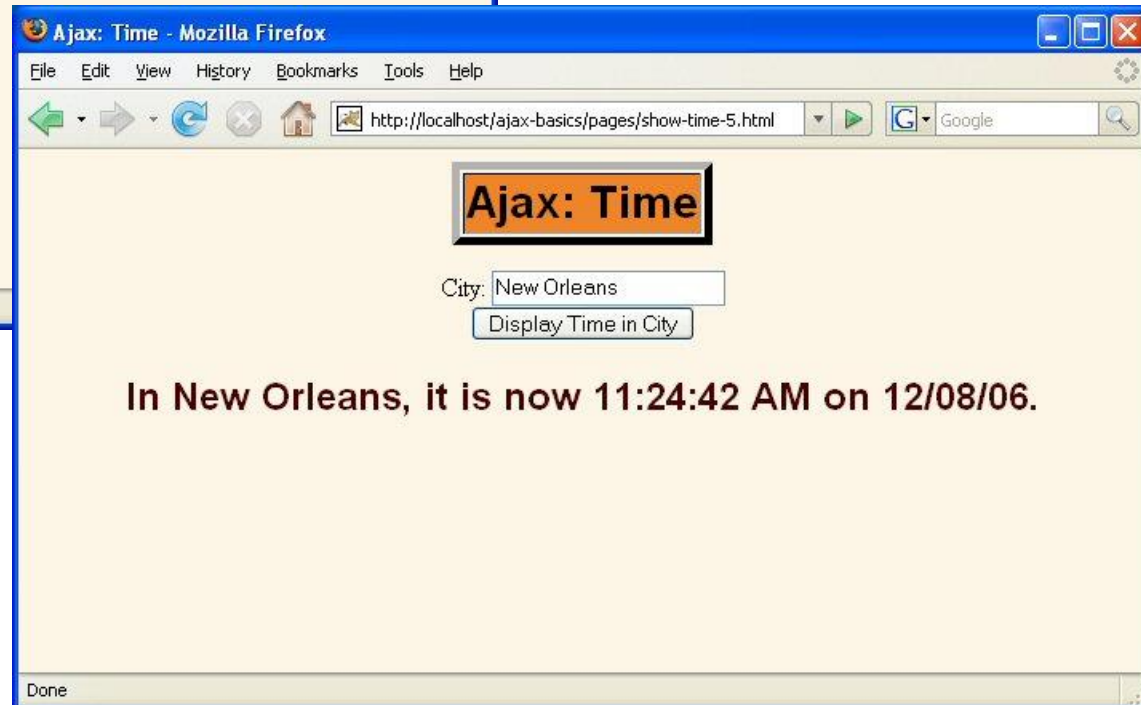 Ajax: Time - Mozilla Firefox
File Edit View History Bookmarks Tools Help
http://localhost/ajax-basics/pages/show-time-5.html G Google
Ajax: Time
City: New Orleans
Display Time in City
In New Orleans, it is now 11:24:42 AM on 12/08/06.
Done